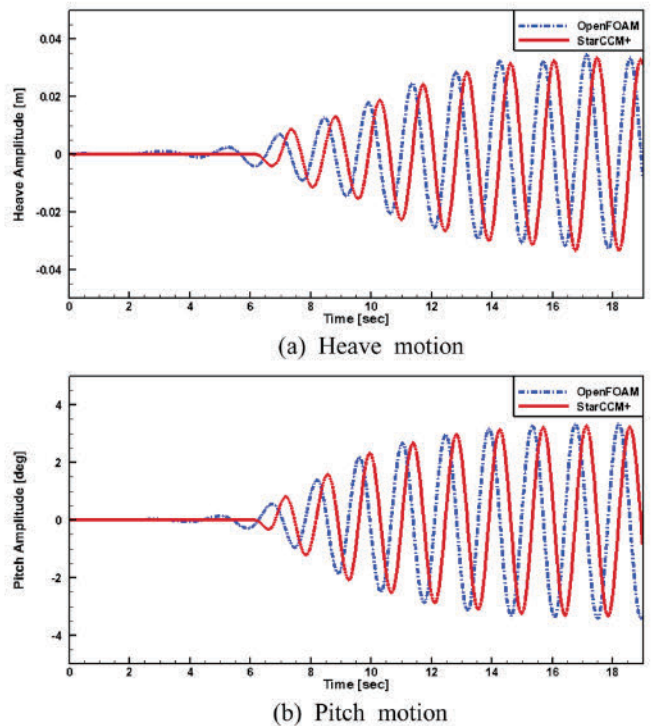 OpenFOAM
StarCCM+
0.04
0.02
0
-0.02
-0.04
Heave Amplitude [m]
0 2 4 6 8 10 12 14 16 18
Time [sec]
(a) Heave motion
OpenFOAM
StarCCM+
4
2
0
-2
-4
Pitch Amplitude [deg]
0 2 4 6 8 10 12 14 16 18
Time [sec]
(b) Pitch motion